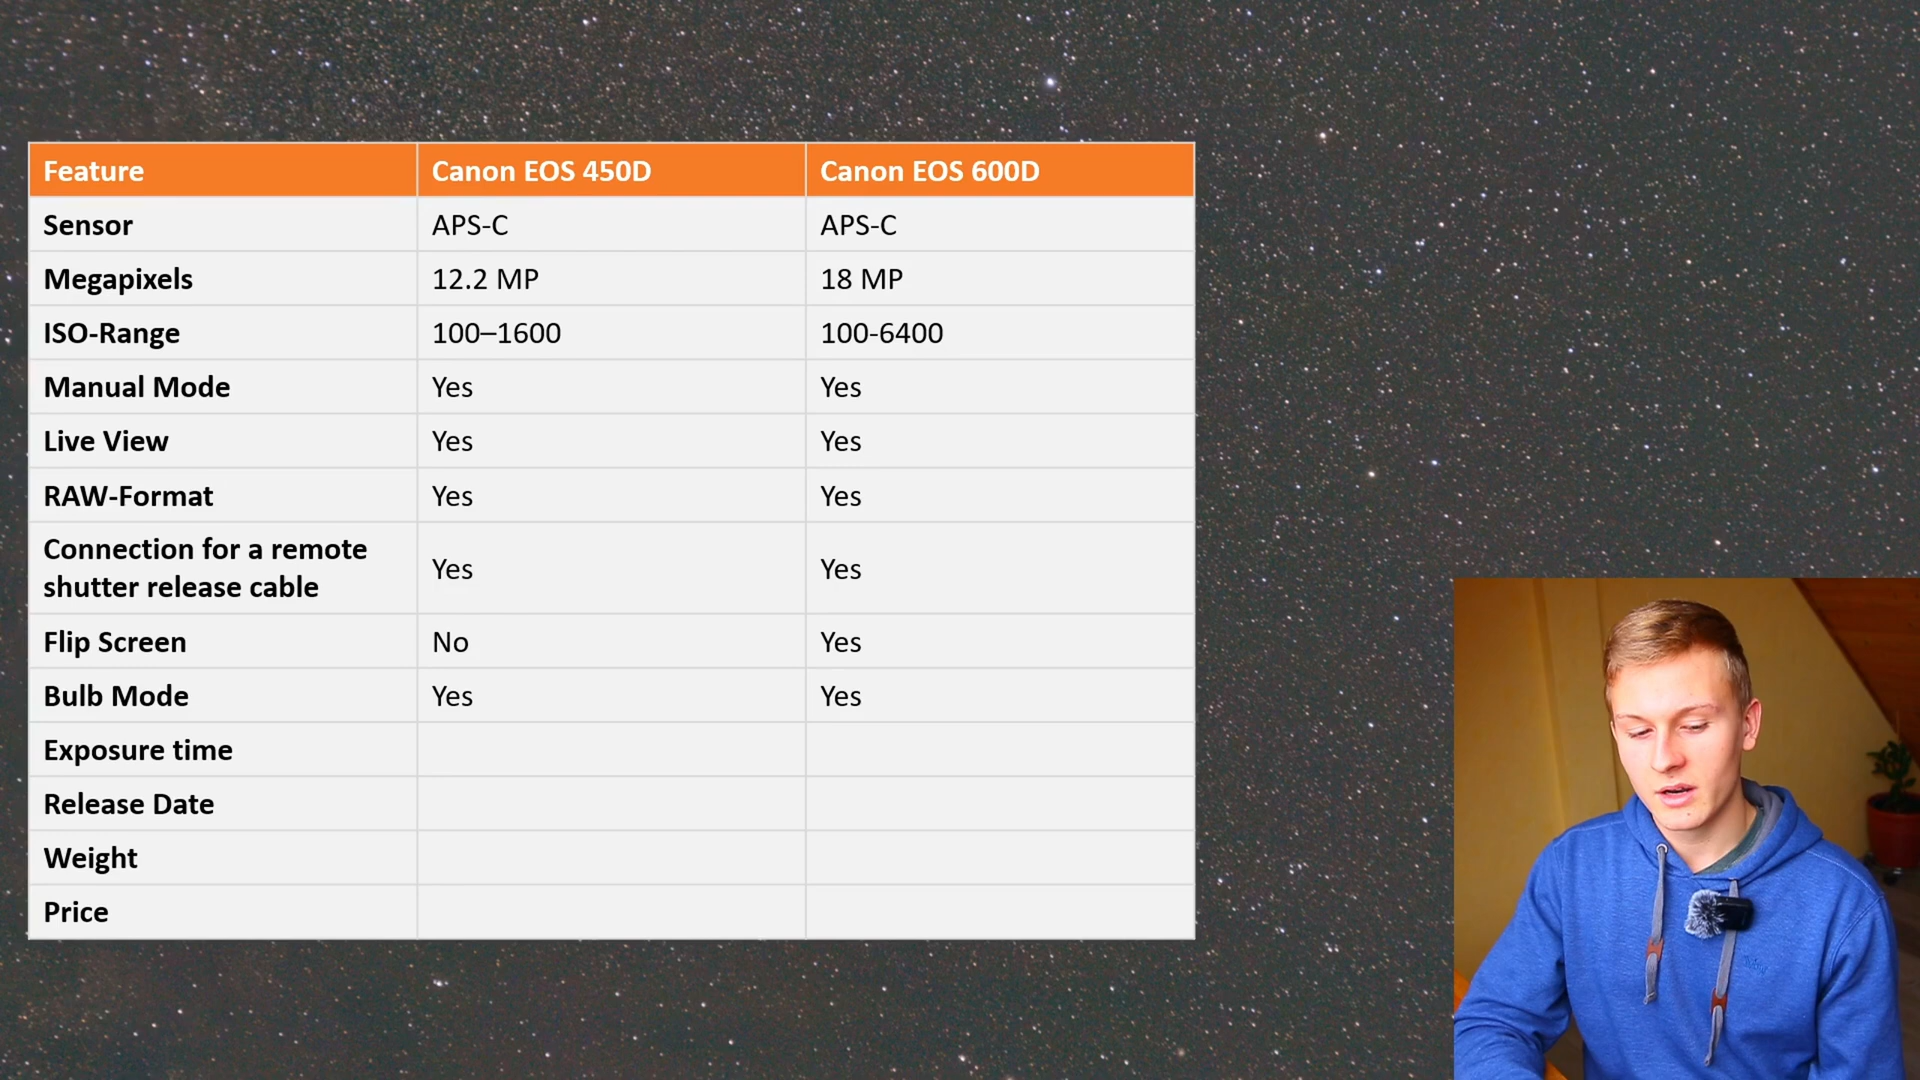 Feature Canon EOS 450D Canon EOS 600D
Sensor APS-C APS-C
Megapixels 12.2 MP 18 MP
ISO-Range 100–1600 100-6400
Manual Mode Yes Yes
Live View Yes Yes
RAW-Format Yes Yes
Connection for a remote
shutter release cable Yes Yes
Flip Screen No Yes
Bulb Mode Yes Yes
Exposure time
Release Date
Weight
Price